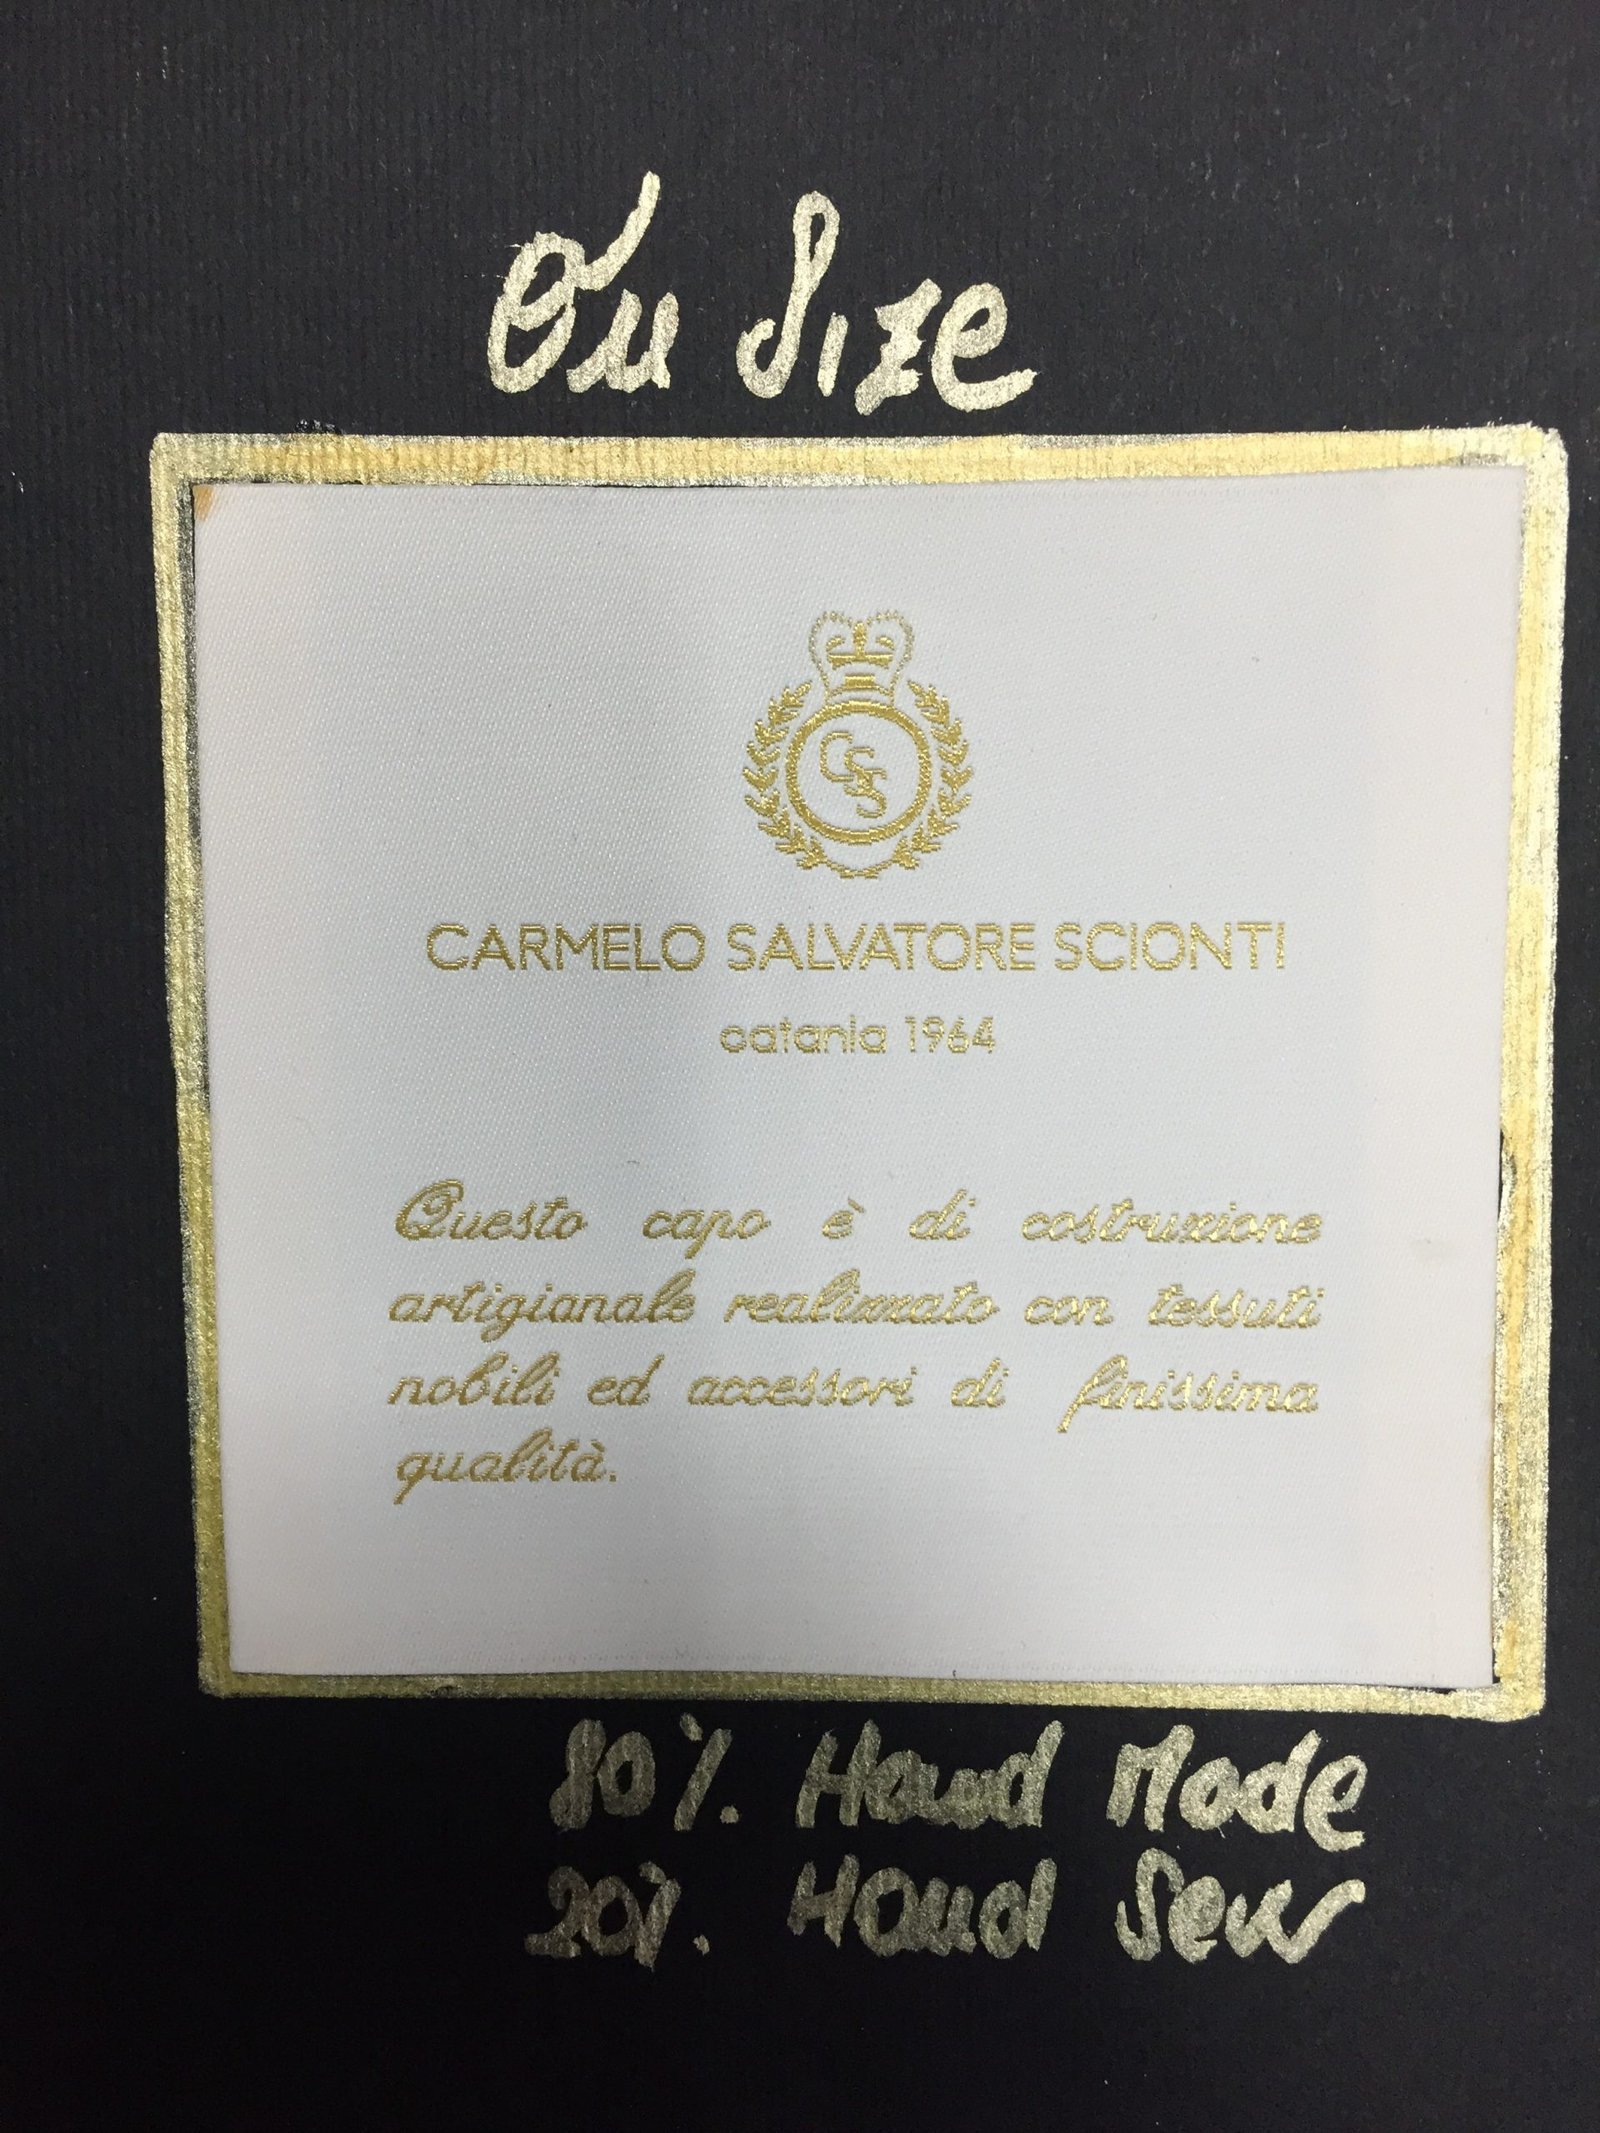 On Size
CSS
CARMELO SALVATORE SCIONTI
catania 1964
Questo capo è di costruzione
artigianale realizzato con tessuti
nobili ed accessori di finissima
qualità.
80%. Hand Made
20%. Hand Sew